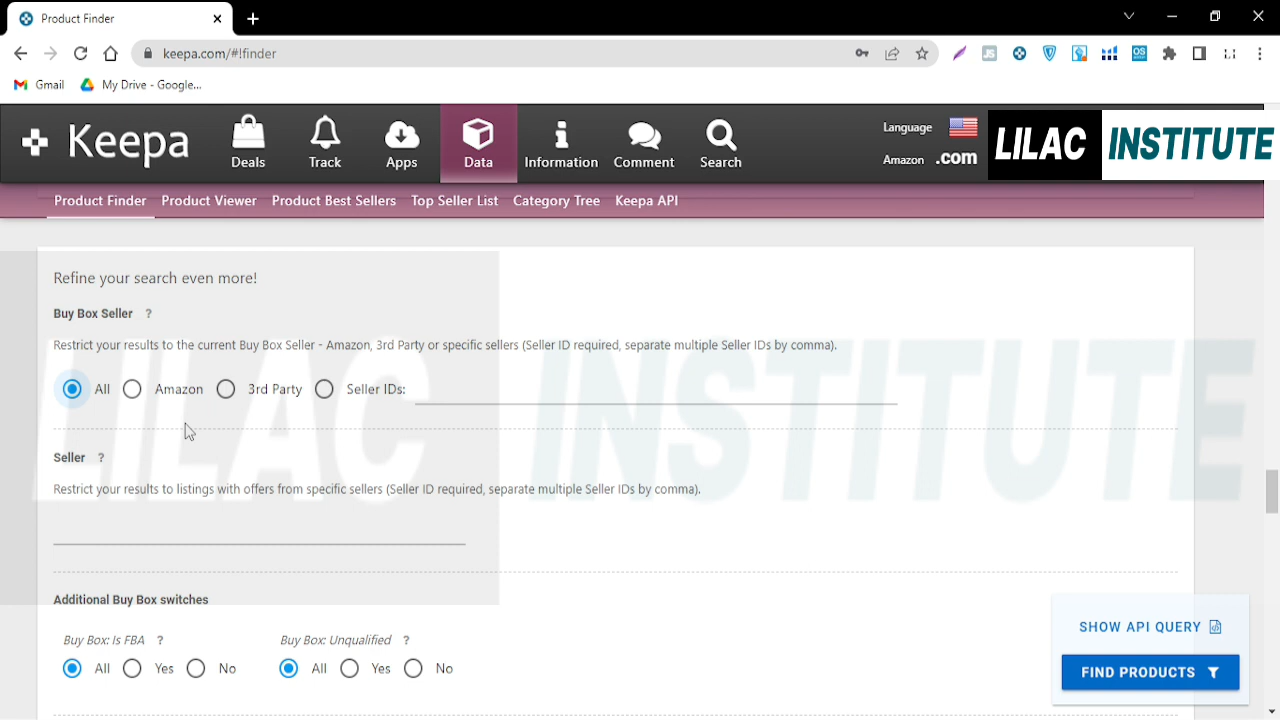 Product Finder
keepa.com/#!finder
Gmail My Drive - Google...
Keepa
Deals Track Apps Data Information Comment Search
Language
Amazon .com
LILAC INSTITUTE
Product Finder Product Viewer Product Best Sellers Top Seller List Category Tree Keepa API
Refine your search even more!
Buy Box Seller ?
Restrict your results to the current Buy Box Seller - Amazon, 3rd Party or specific sellers (Seller ID required, separate multiple Seller IDs by comma).
All Amazon 3rd Party Seller IDs:
LILAC INSTITUTE
Seller ?
Restrict your results to listings with offers from specific sellers (Seller ID required, separate multiple Seller IDs by comma).
Additional Buy Box switches
Buy Box: Is FBA ? Buy Box: Unqualified ?
All Yes No All Yes No
SHOW API QUERY
FIND PRODUCTS